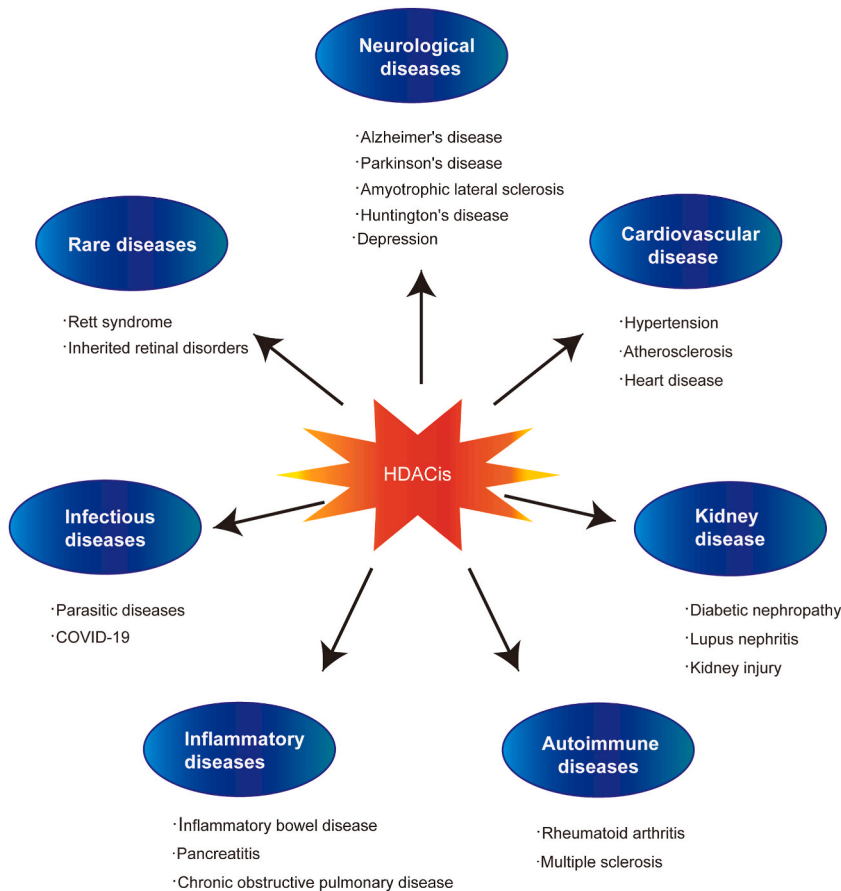 Neurological
diseases
·Alzheimer's disease
·Parkinson's disease
·Amyotrophic lateral sclerosis
·Huntington's disease
·Depression
Rare diseases
·Rett syndrome
·Inherited retinal disorders
Cardiovascular
disease
·Hypertension
·Atherosclerosis
·Heart disease
HDACis
Infectious
diseases
·Parasitic diseases
·COVID-19
Kidney
disease
·Diabetic nephropathy
·Lupus nephritis
·Kidney injury
Inflammatory
diseases
·Inflammatory bowel disease
·Pancreatitis
·Chronic obstructive pulmonary disease
Autoimmune
diseases
·Rheumatoid arthritis
·Multiple sclerosis